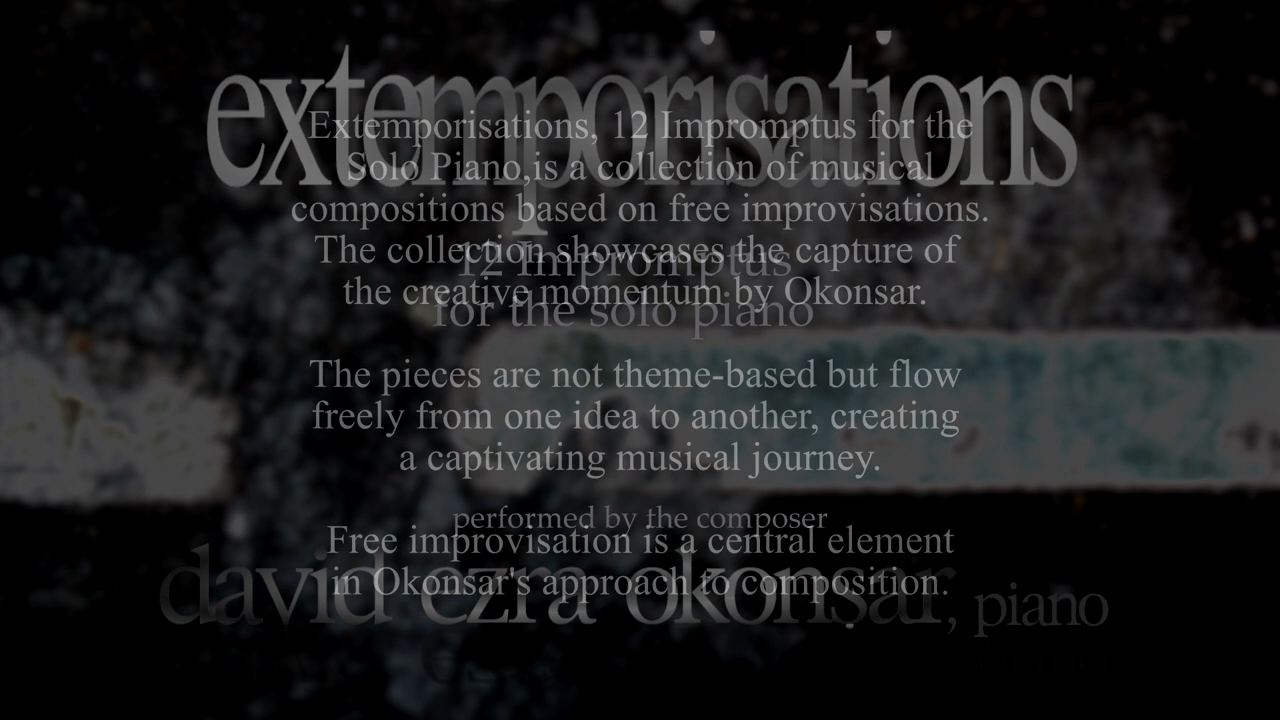 extemporisations
Extemporisations, 12 Impromptus for the
Solo Piano,is a collection of musical
compositions based on free improvisations.
The collection showcases the capture of
the creative momentum by Okonsar.
12 Impromptus
for the solo piano
The pieces are not theme-based but flow
freely from one idea to another, creating
a captivating musical journey.
performed by the composer
Free improvisation is a central element
in Okonsar's approach to composition.
david ezra okonsar, piano